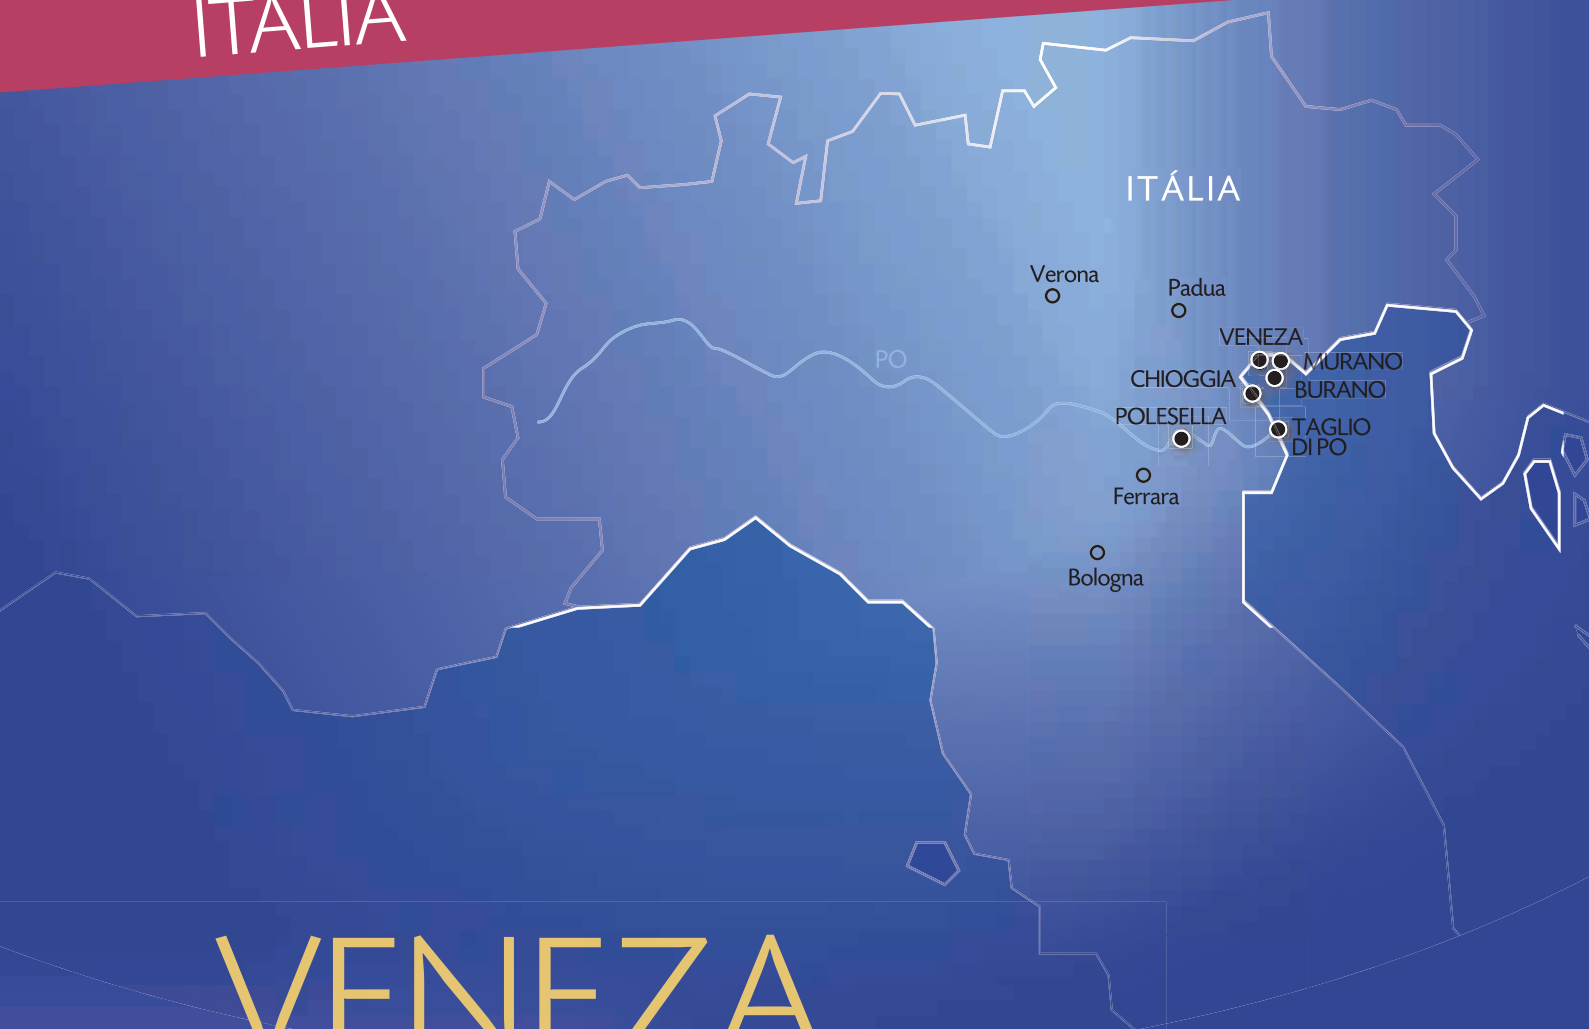 ITÁLIA
ITÁLIA
Verona
Padua
VENEZA
PO
MURANO
CHIOGGIA
BURANO
POLESELLA
TAGLIO
DI PO
Ferrara
Bologna
VENEZA